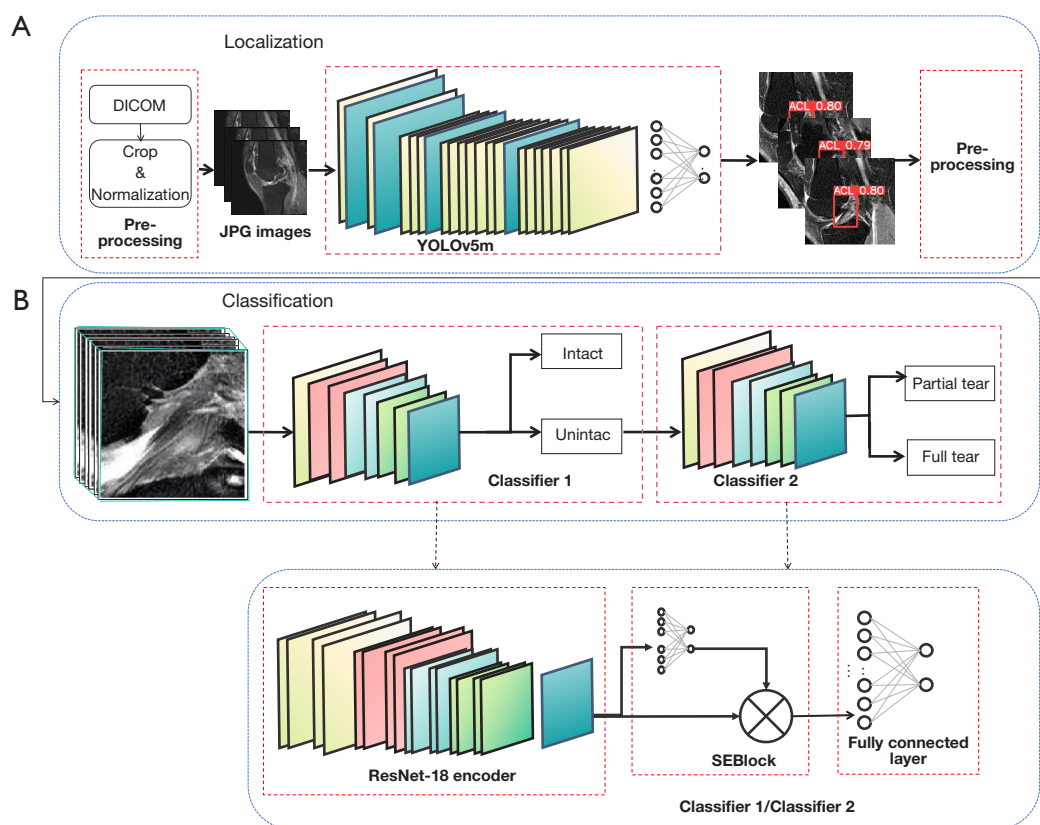 A
Localization
DICOM
Crop
&
Normalization
Pre-
processing
JPG images
YOLOv5m
ACL 0.80
ACL 0.79
ACL 0.80
Pre-
processing
B
Classification
Intact
Unintac
Classifier 1
Partial tear
Full tear
Classifier 2
ResNet-18 encoder
SEBlock
Fully connected
layer
Classifier 1/Classifier 2